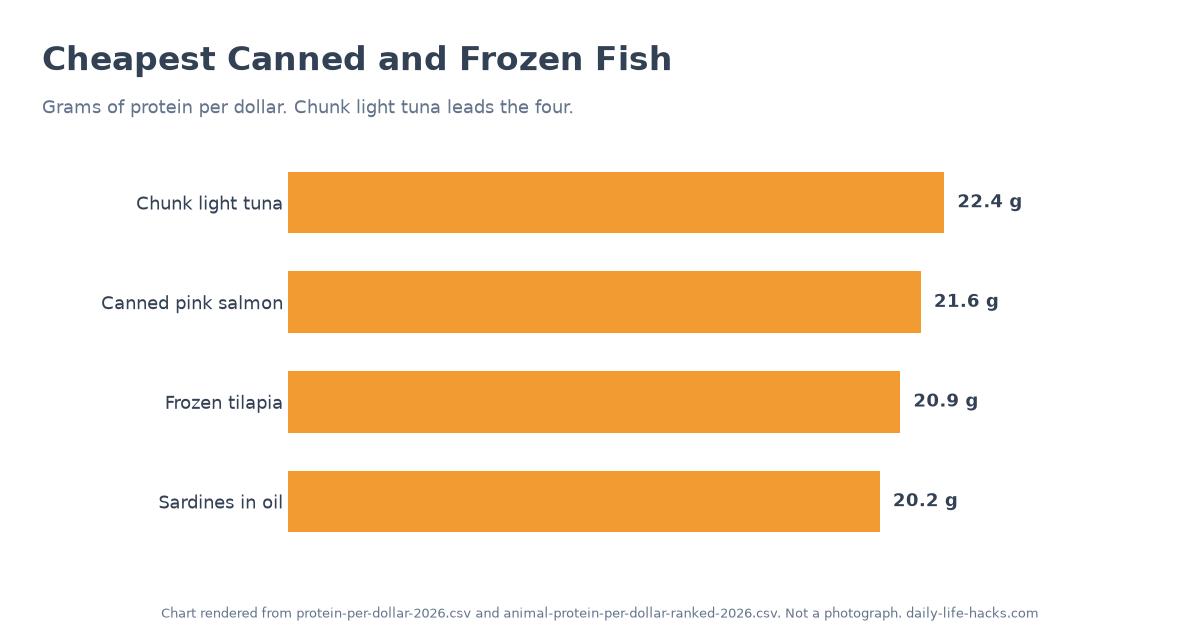 Cheapest Canned and Frozen Fish
Grams of protein per dollar. Chunk light tuna leads the four.
Chunk light tuna 22.4 g
Canned pink salmon 21.6 g
Frozen tilapia 20.9 g
Sardines in oil 20.2 g
Chart rendered from protein-per-dollar-2026.csv and animal-protein-per-dollar-ranked-2026.csv. Not a photograph. daily-life-hacks.com